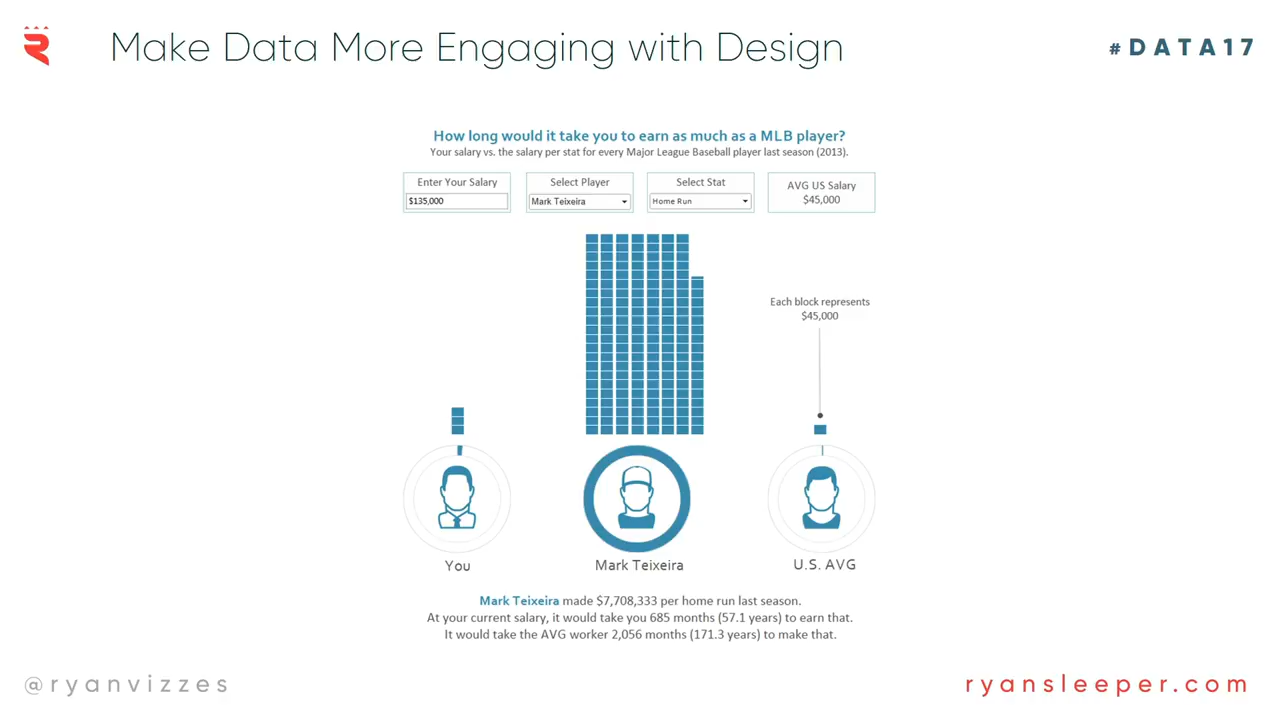 Make Data More Engaging with Design
#DATA17
How long would it take you to earn as much as a MLB player?
Your salary vs. the salary per stat for every Major League Baseball player last season (2013).
Enter Your Salary
$135,000
Select Player
Mark Teixeira
Select Stat
Home Run
AVG US Salary
$45,000
Each block represents
$45,000
You
Mark Teixeira
U.S. AVG
Mark Teixeira made $7,708,333 per home run last season.
At your current salary, it would take you 685 months (57.1 years) to earn that.
It would take the AVG worker 2,056 months (171.3 years) to make that.
@ryanvizzes
ryansleeper.com